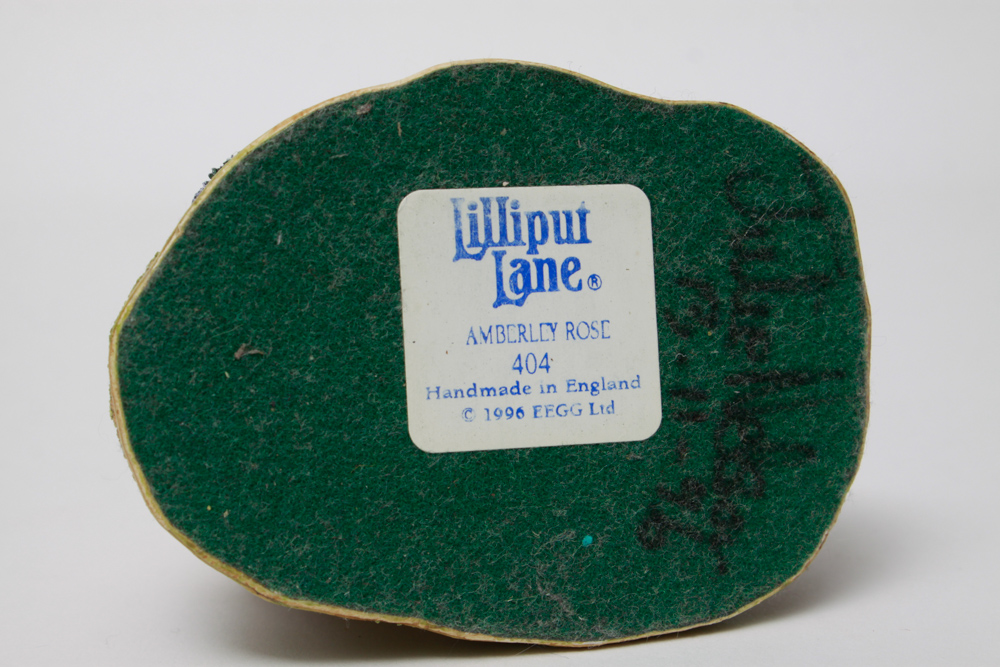 Lilliput
Lane®
AMBERLEY ROSE
404
Handmade in England
© 1996 EEGG Ltd